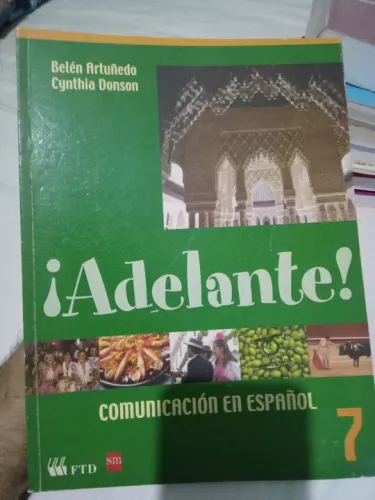 Belén Artuñedo
Cynthia Donson
¡Adelante!
COMUNICACIÓN EN ESPAÑOL
7
FTD
sm